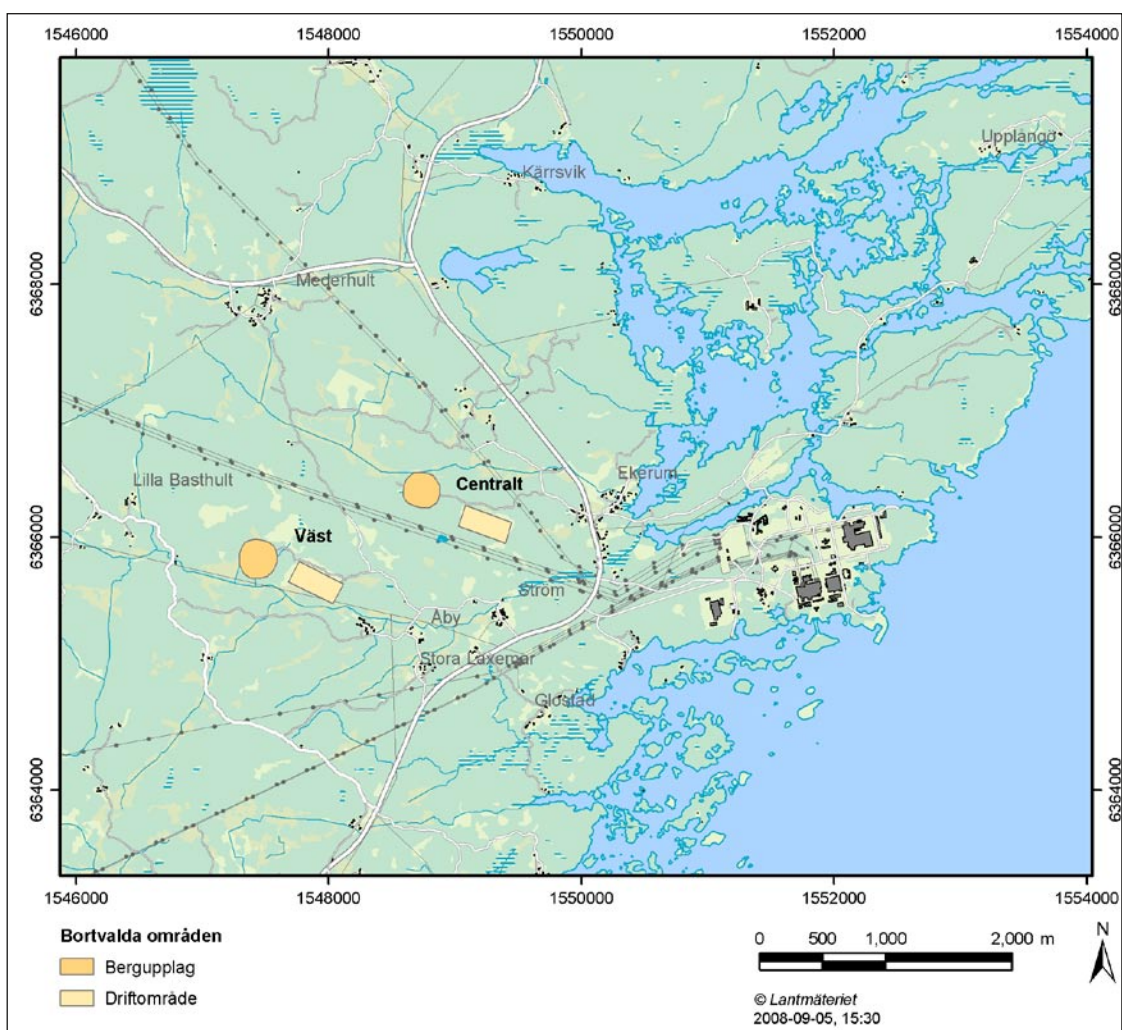 1546000 1548000 1550000 1552000 1554000
Upplångö
Kärrsvik
6368000 Mederhult 6368000
Ekerum
Lilla Basthult Centralt
6366000 Väst 6366000
Ström
Åby
Stora Laxemar
Glostad
6364000 6364000
1546000 1548000 1550000 1552000 1554000
Bortvalda områden
Bergupplag
Driftområde
0 500 1,000 2,000 m
N
© Lantmäteriet
2008-09-05, 15:30